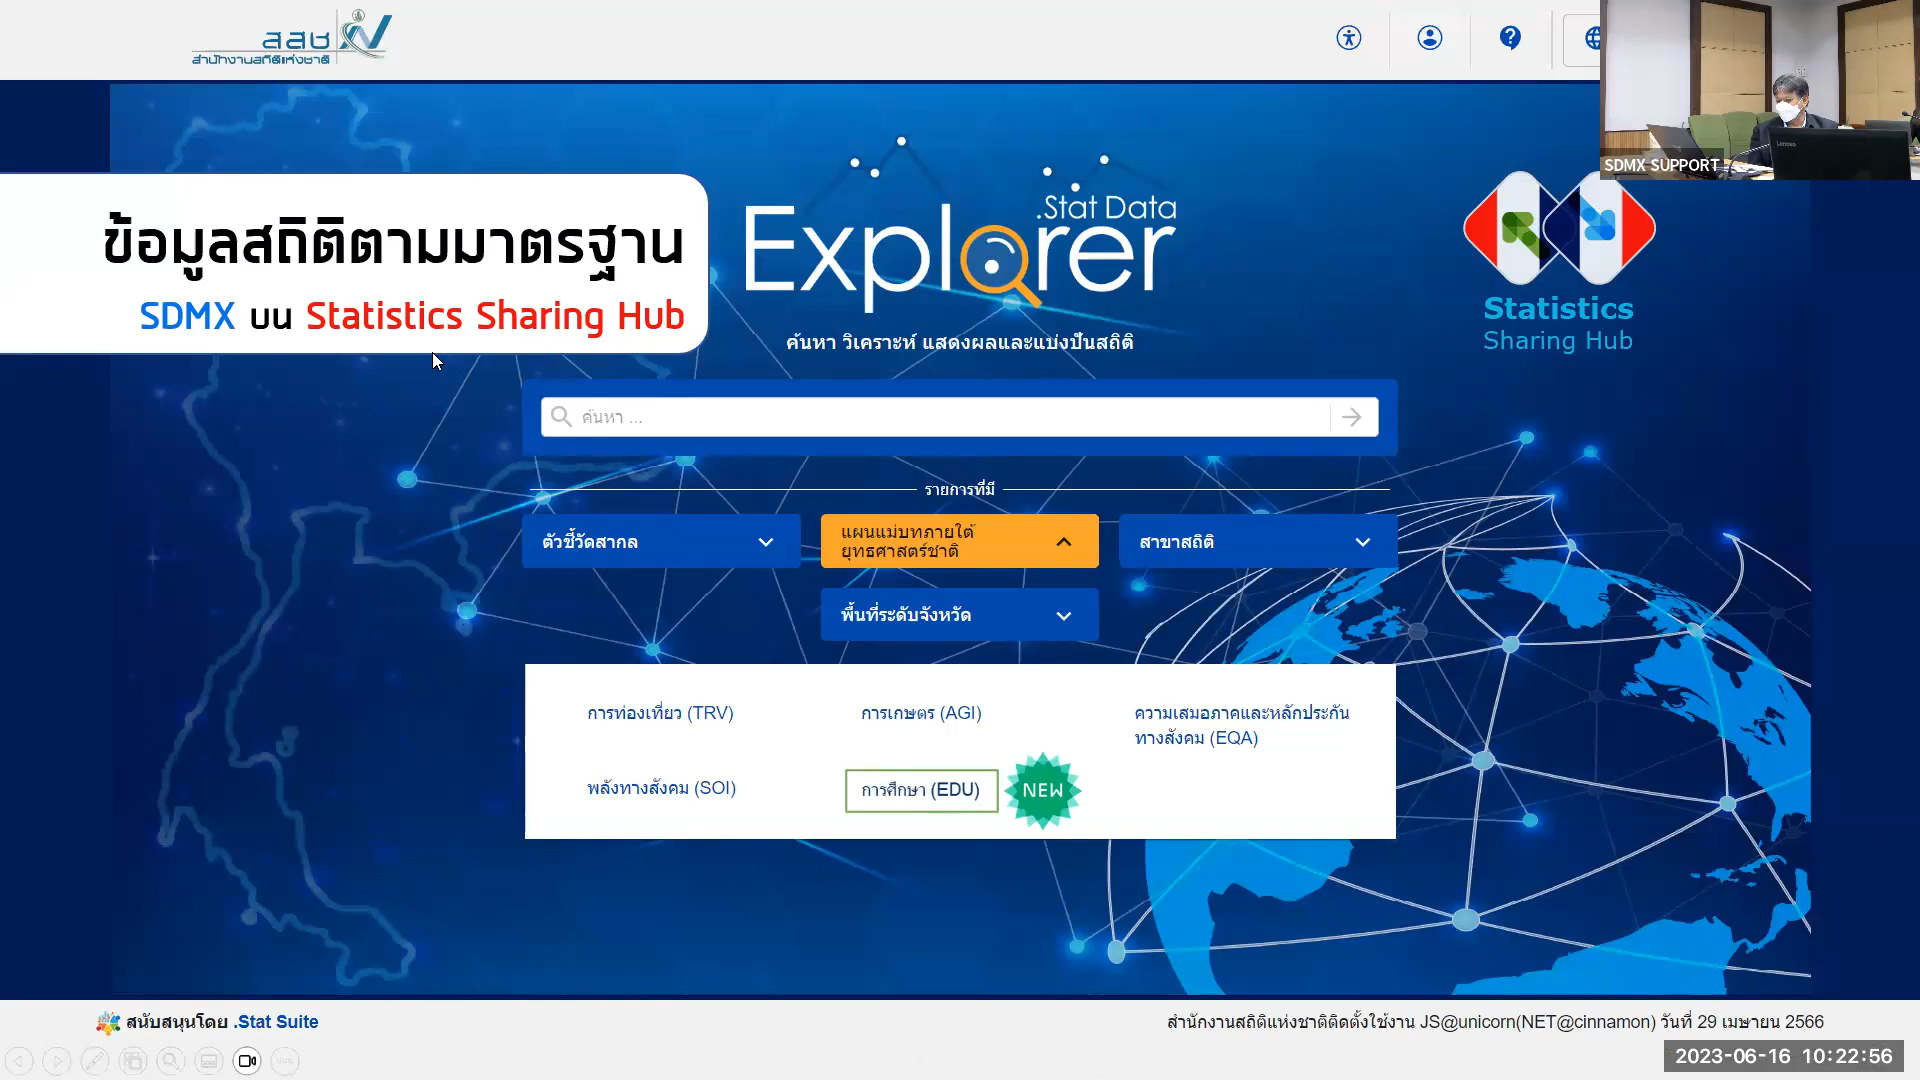 สสช
สำนักงานสถิติแห่งชาติ
SDMX SUPPORT
ข้อมูลสถิติตามมาตรฐาน
SDMX บน Statistics Sharing Hub
.Stat Data
Explorer
ค้นหา วิเคราะห์ แสดงผลและแบ่งปันสถิติ
Statistics
Sharing Hub
ค้นหา ...
รายการที่มี
ตัวชี้วัดสากล
แผนแม่บทภายใต้
ยุทธศาสตร์ชาติ
สาขาสถิติ
พื้นที่ระดับจังหวัด
การท่องเที่ยว (TRV)
การเกษตร (AGI)
ความเสมอภาคและหลักประกัน
ทางสังคม (EQA)
พลังทางสังคม (SOI)
การศึกษา (EDU)
NEW
สนับสนุนโดย .Stat Suite
สำนักงานสถิติแห่งชาติติดตั้งใช้งาน JS@unicorn(NET@cinnamon) วันที่ 29 เมษายน 2566
2023-06-16 10:22:56